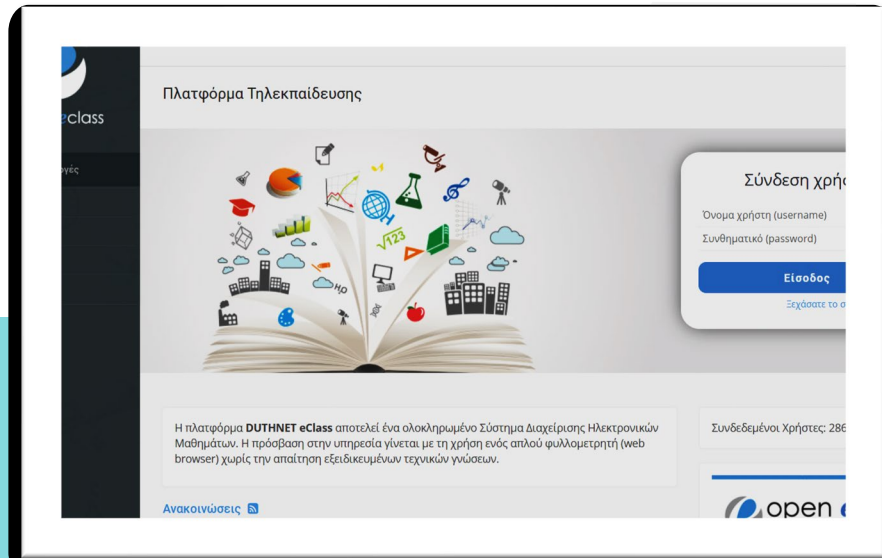 eclass
Πλατφόρμα Τηλεκπαίδευσης
√123
Σύνδεση
Όνομα χρήστη (username)
Συνθηματικό (password)
Είσοδος
Ξεχάσατε το
Η πλατφόρμα DUTHNET eClass αποτελεί ένα ολοκληρωμένο Σύστημα Διαχείρισης Ηλεκτρονικών
Μαθημάτων. Η πρόσβαση στην υπηρεσία γίνεται με τη χρήση ενός απλού φυλλομετρητή (web
browser) χωρίς την απαίτηση εξειδικευμένων τεχνικών γνώσεων.
Συνδεδεμένοι Χρήστες: 286
Ανακοινώσεις
open e